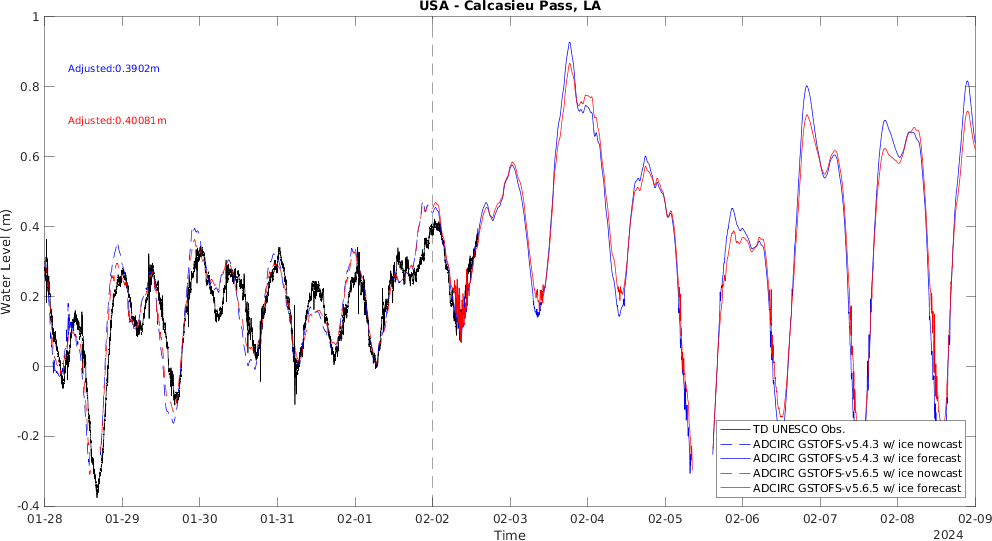 USA - Calcasieu Pass, LA
Adjusted:0.3902m
Adjusted:0.40081m
Water Level (m)
1
0.8
0.6
0.4
0.2
0
-0.2
-0.4
TD UNESCO Obs.
ADCIRC GSTOFS-v5.4.3 w/ ice nowcast
ADCIRC GSTOFS-v5.4.3 w/ ice forecast
ADCIRC GSTOFS-v5.6.5 w/ ice nowcast
ADCIRC GSTOFS-v5.6.5 w/ ice forecast
01-28 01-29 01-30 01-31 02-01 02-02 02-03 02-04 02-05 02-06 02-07 02-08 02-09
Time
2024